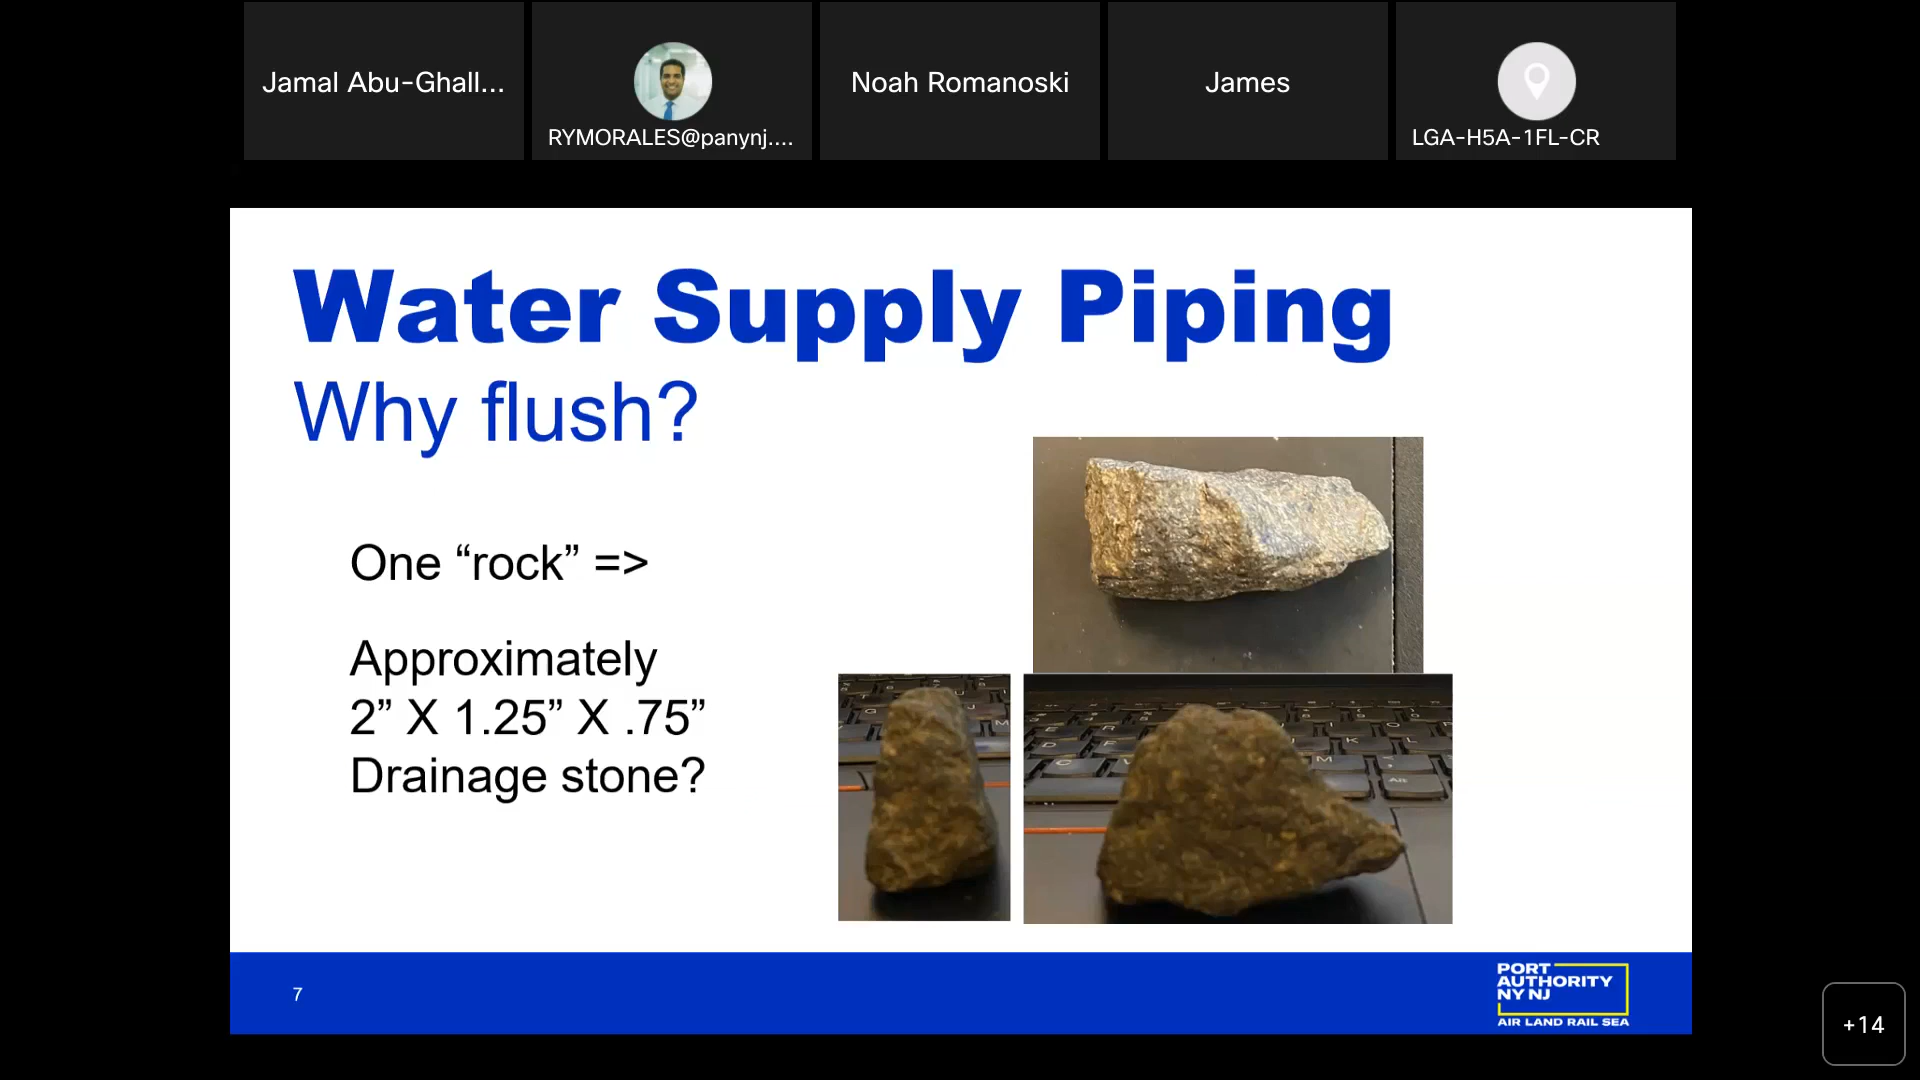 Jamal Abu-Ghall...
RYMORALES@panynj....
Noah Romanoski
James
LGA-H5A-1FL-CR
Water Supply Piping
Why flush?
One “rock” =>
Approximately
2” X 1.25” X .75”
Drainage stone?
7
PORT
AUTHORITY
NY NJ
AIR LAND RAIL SEA
+14